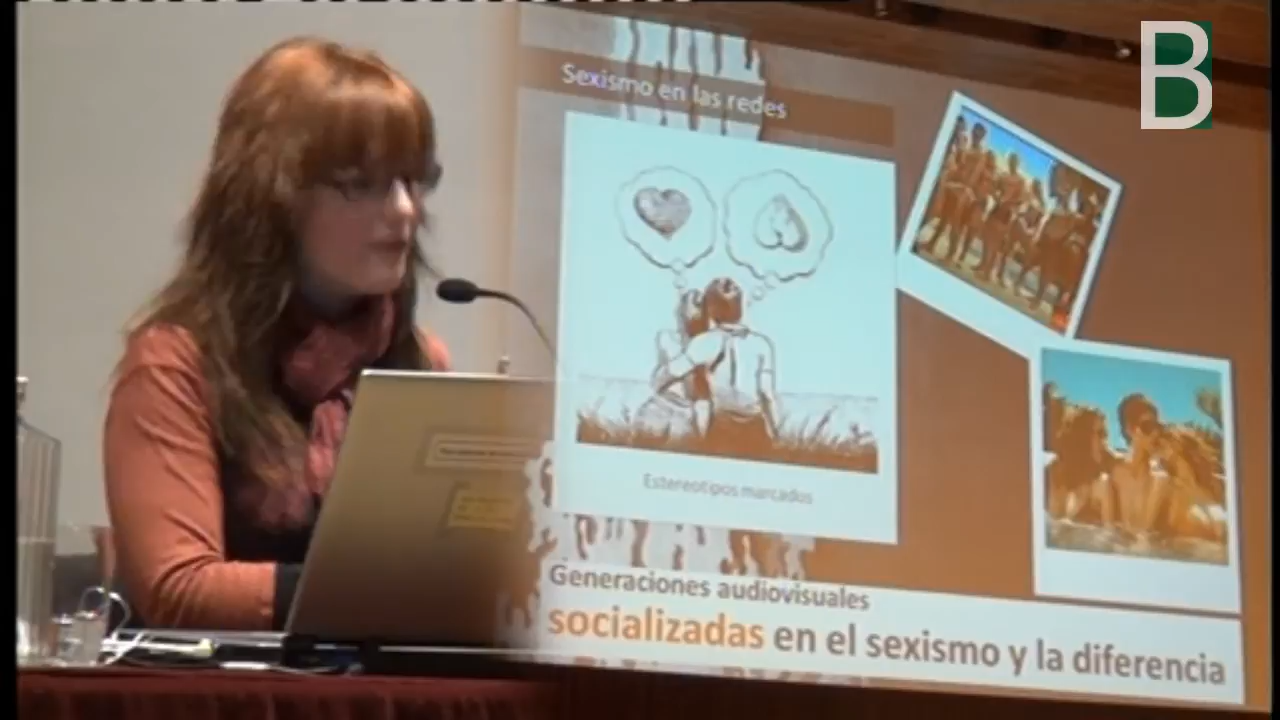 B
Sexismo en las redes
Estereotipos marcados
Generaciones audiovisuales
socializadas en el sexismo y la diferencia